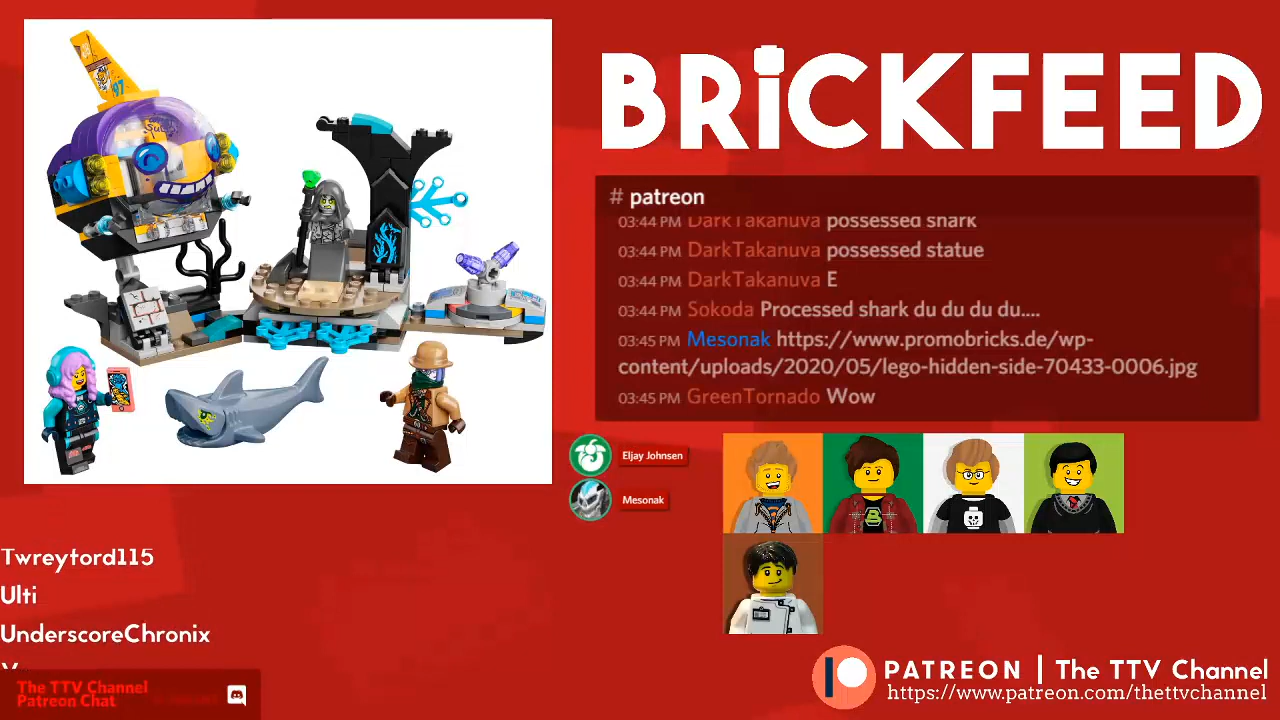 97
BRiCKFEED
# patreon
03:44 PM DarkTakanuva possessed shark
03:44 PM DarkTakanuva possessed statue
03:44 PM DarkTakanuva E
03:44 PM Sokoda Processed shark du du du du....
03:45 PM Mesonak https://www.promobricks.de/wp-
content/uploads/2020/05/lego-hidden-side-70433-0006.jpg
03:45 PM GreenTornado Wow
Eljay Johnsen
Mesonak
Twreyford115
Ulti
UnderscoreChronix
The TTV Channel
Patreon Chat
PATREON | The TTV Channel
https://www.patreon.com/thettvchannel